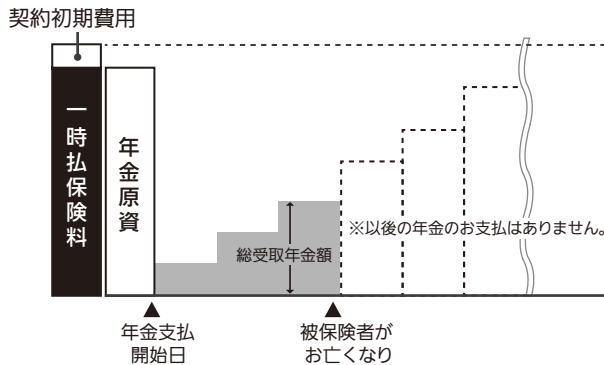 契約初期費用
一時払保険料
年金原資
総受取年金額
※以後の年金のお支払はありません。
年金支払
開始日
被保険者が
お亡くなり